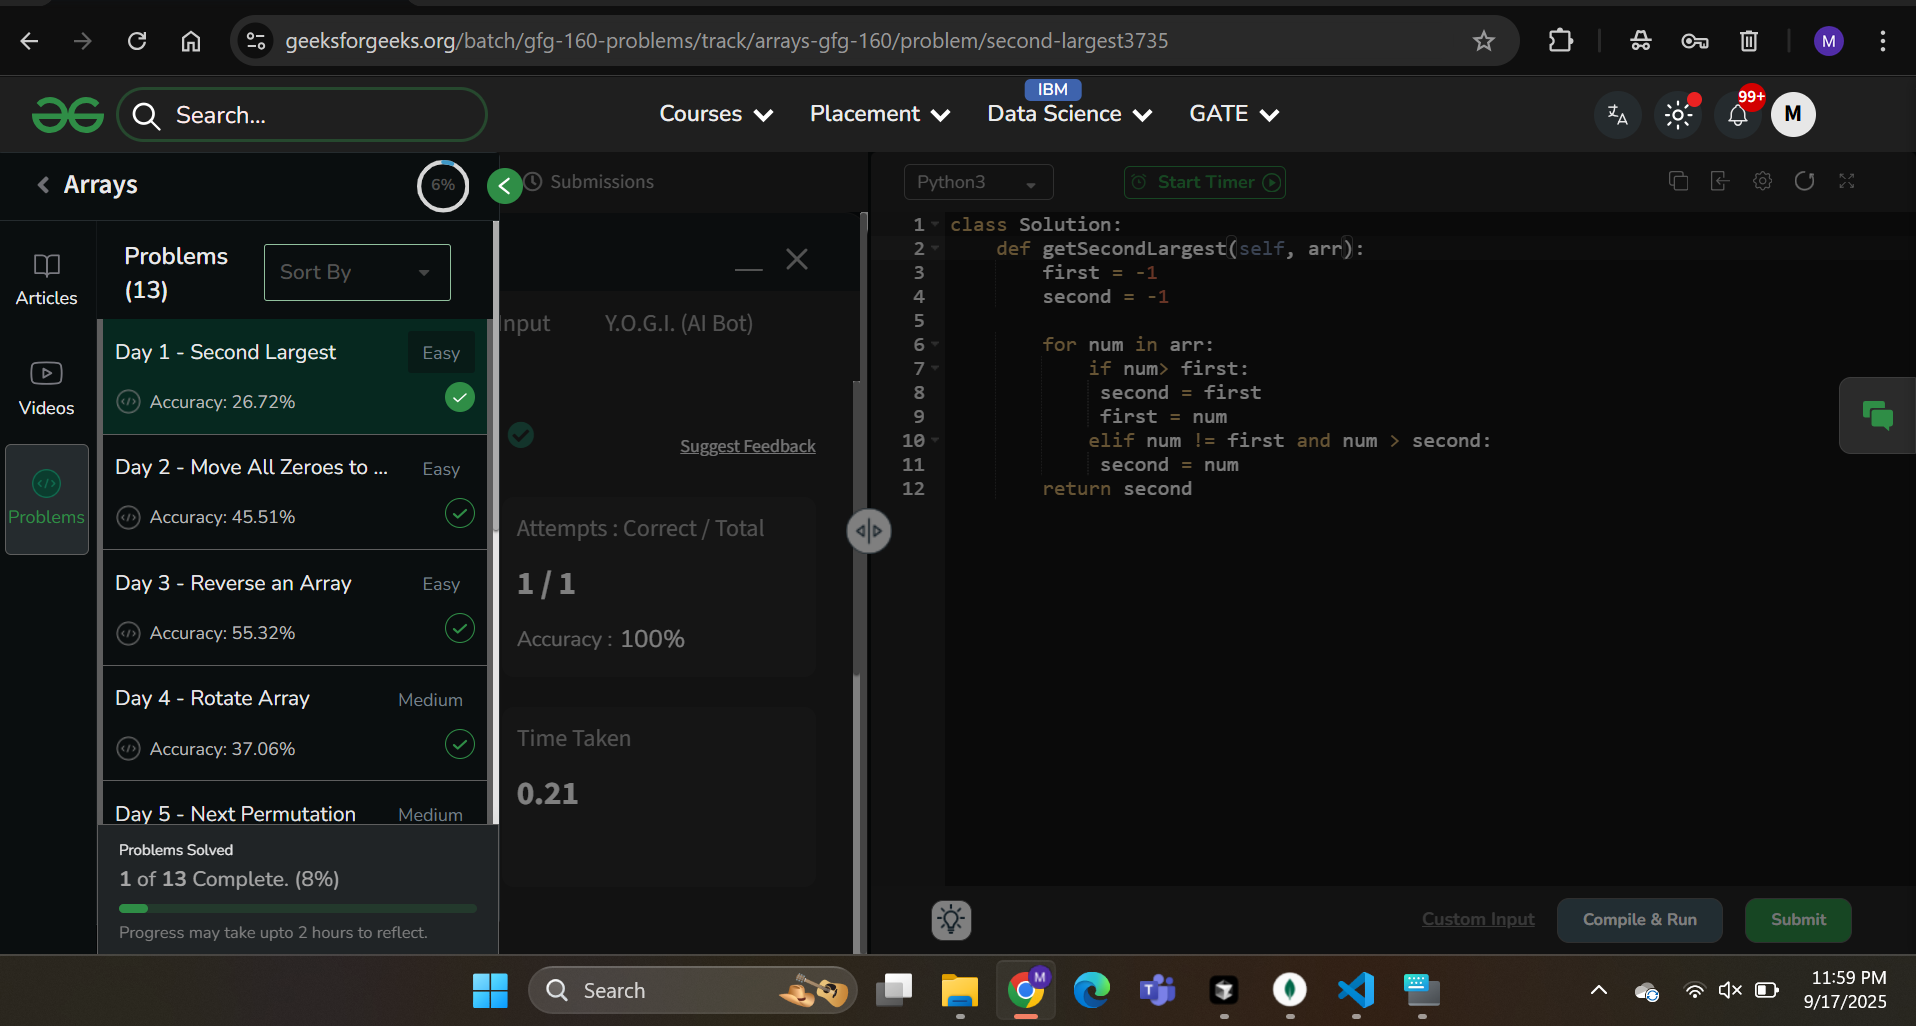 geeksforgeeks.org/batch/gfg-160-problems/track/arrays-gfg-160/problem/second-largest3735
M
Search...
Courses
Placement
IBM
Data Science
GATE
99+
M
Arrays
6%
Submissions
Python3
Start Timer
Articles
Videos
Problems
Problems
(13)
Sort By
Day 1 - Second Largest
Easy
Accuracy: 26.72%
Day 2 - Move All Zeroes to ...
Easy
Accuracy: 45.51%
Day 3 - Reverse an Array
Easy
Accuracy: 55.32%
Day 4 - Rotate Array
Medium
Accuracy: 37.06%
Day 5 - Next Permutation
Medium
Problems Solved
1 of 13 Complete. (8%)
Progress may take upto 2 hours to reflect.
Input
Y.O.G.I. (AI Bot)
Suggest Feedback
Attempts : Correct / Total
1 / 1
Accuracy : 100%
Time Taken
0.21
1 class Solution:
2 def getSecondLargest(self, arr):
3 first = -1
4 second = -1
5
6 for num in arr:
7 if num> first:
8 second = first
9 first = num
10 elif num != first and num > second:
11 second = num
12 return second
Custom Input
Compile & Run
Submit
Search
M
T
11:59 PM
9/17/2025